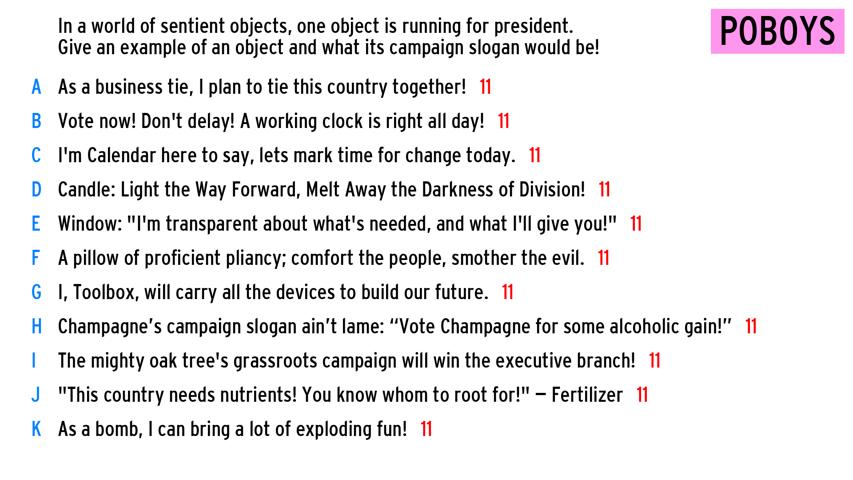 In a world of sentient objects, one object is running for president.
Give an example of an object and what its campaign slogan would be!
POBOYS
A As a business tie, I plan to tie this country together! 11
B Vote now! Don't delay! A working clock is right all day! 11
C I'm Calendar here to say, lets mark time for change today. 11
D Candle: Light the Way Forward, Melt Away the Darkness of Division! 11
E Window: "I'm transparent about what's needed, and what I'll give you!" 11
F A pillow of proficient pliancy; comfort the people, smother the evil. 11
G I, Toolbox, will carry all the devices to build our future. 11
H Champagne’s campaign slogan ain’t lame: “Vote Champagne for some alcoholic gain!” 11
I The mighty oak tree's grassroots campaign will win the executive branch! 11
J "This country needs nutrients! You know whom to root for!" – Fertilizer 11
K As a bomb, I can bring a lot of exploding fun! 11